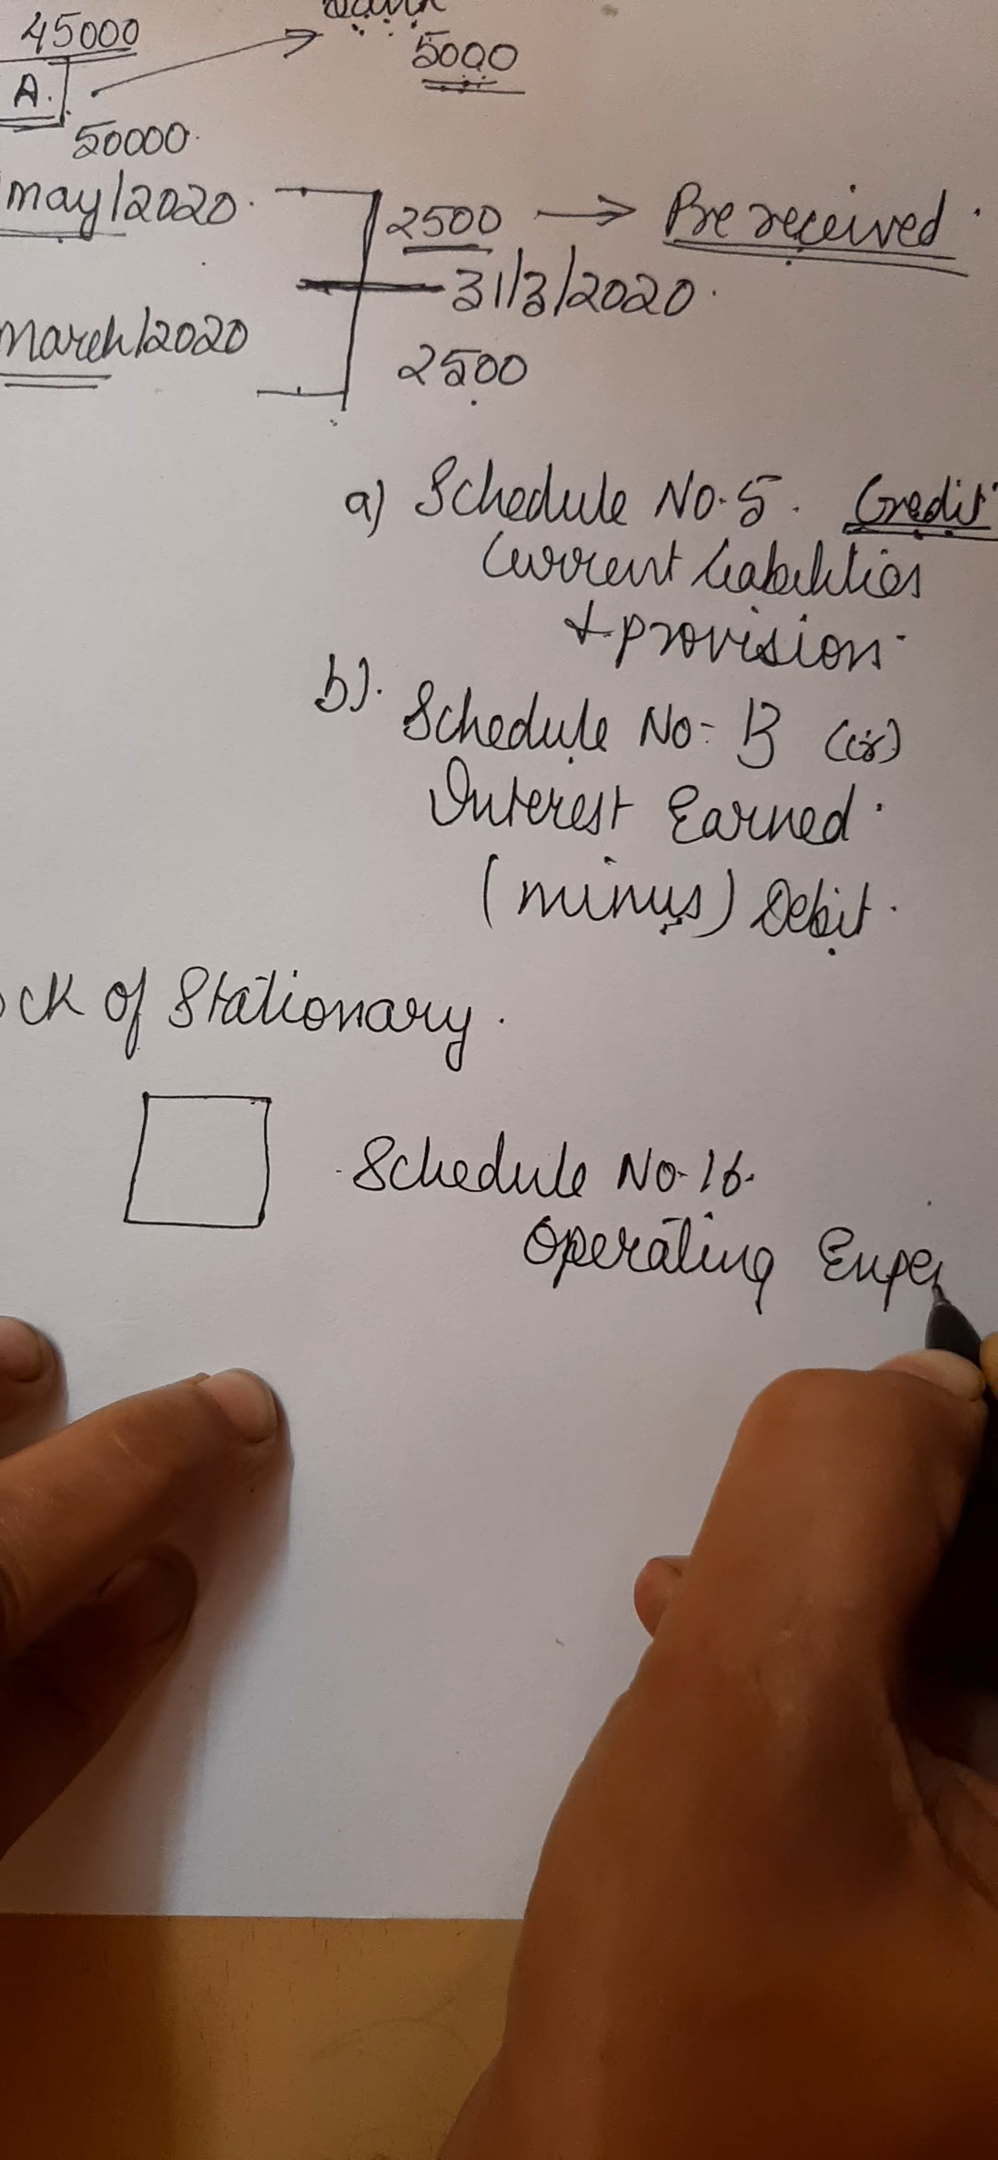 45000
5000
A.
50000.
may/2020.
2500 → Pre received.
31/3/2020.
march/2020
2500
a) Schedule No. 5. Credit
Current liabilities
+ provision.
b). Schedule No = 13 (is)
Interest Earned.
(minus) Debit.
ck of Stationary.
Schedule No. 16.
Operating Expe